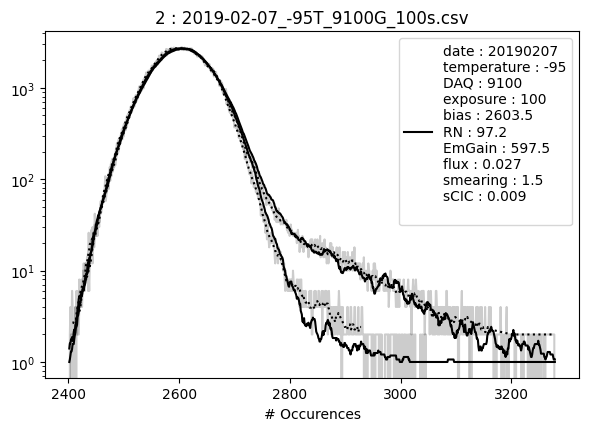 2 : 2019-02-07_-95T_9100G_100s.csv
date : 20190207
temperature : -95
DAQ : 9100
exposure : 100
bias : 2603.5
RN : 97.2
EmGain : 597.5
flux : 0.027
smearing : 1.5
sCIC : 0.009
10³
10²
10¹
10⁰
2400 2600 2800 3000 3200
# Occurences